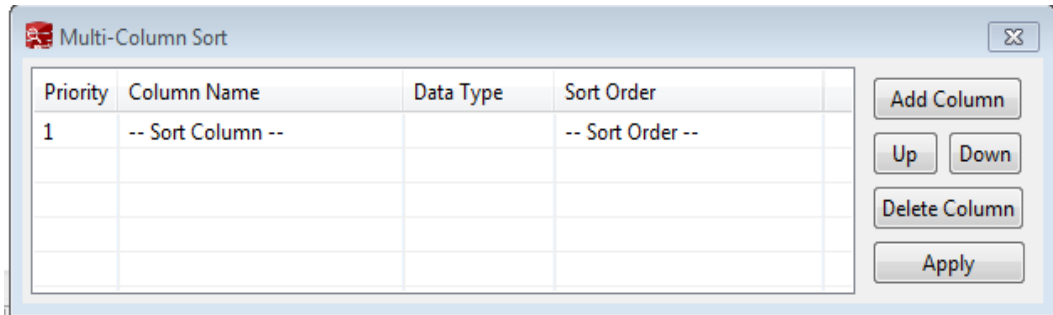 Multi-Column Sort
Priority Column Name Data Type Sort Order
1 -- Sort Column -- -- Sort Order --
Add Column
Up Down
Delete Column
Apply